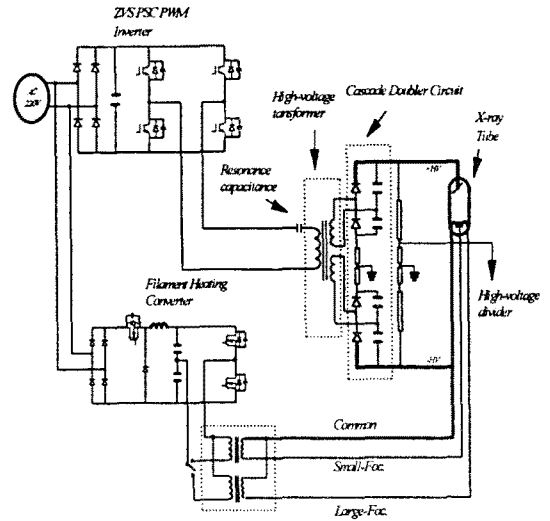 ZVS PSC PWM
Inverter
AC
220V
High-voltage
tansformer
Cascade Doubler Circuit
X-ray
Tube
+HV
Resonance
capacitance
High-voltage
divider
Filament Heating
Converter
-HV
Common
Small-Foc.
Large-Foc.